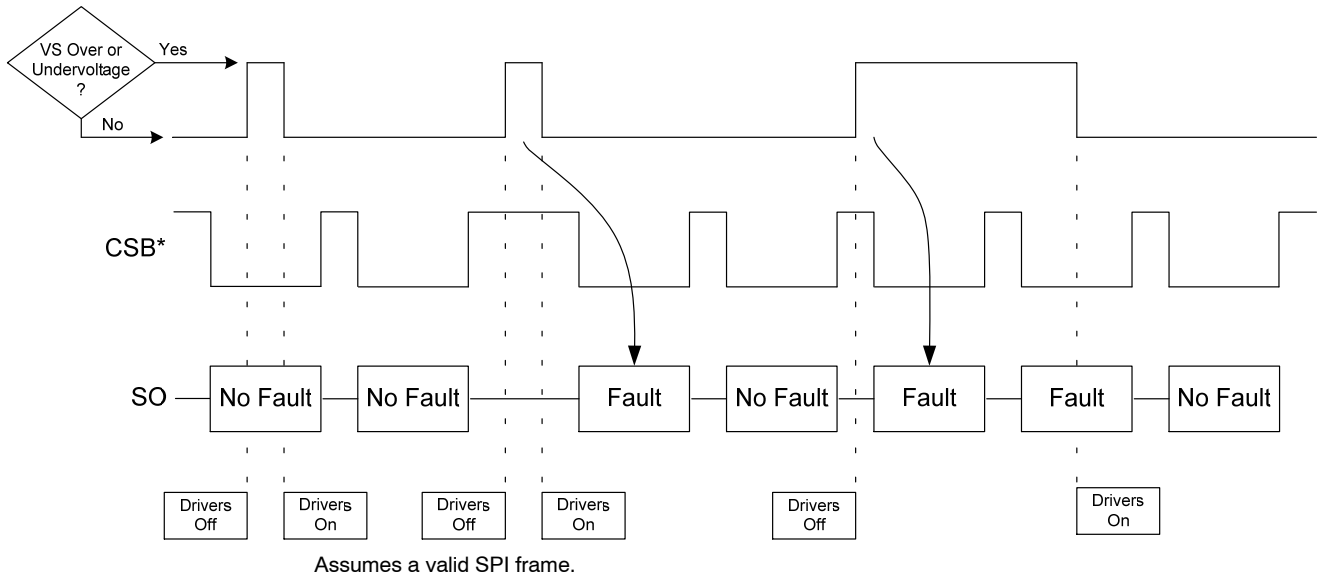 VS Over or
Undervoltage
?
Yes
No
CSB*
SO
No Fault
No Fault
Fault
No Fault
Fault
Fault
No Fault
Drivers
Off
Drivers
On
Drivers
Off
Drivers
On
Drivers
Off
Drivers
On
Assumes a valid SPI frame.